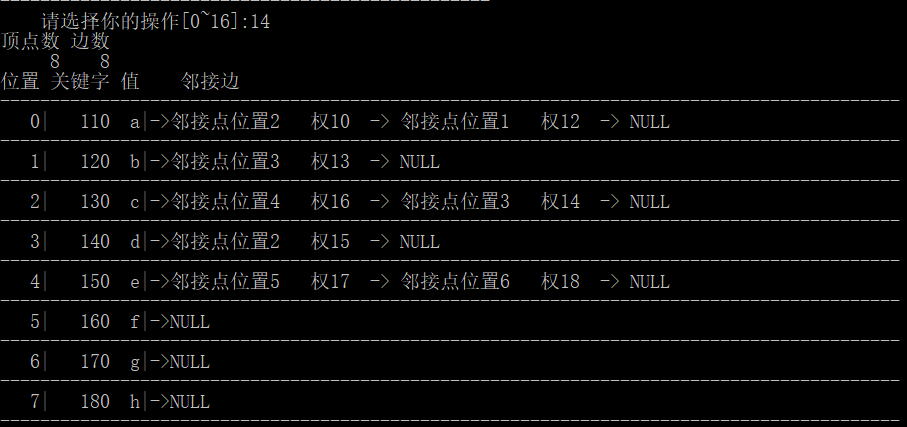 请选择你的操作[0~16]:14
顶点数 边数
8 8
位置 关键字 值 邻接边
0| 110 a|->邻接点位置2 权10 -> 邻接点位置1 权12 -> NULL
1| 120 b|->邻接点位置3 权13 -> NULL
2| 130 c|->邻接点位置4 权16 -> 邻接点位置3 权14 -> NULL
3| 140 d|->邻接点位置2 权15 -> NULL
4| 150 e|->邻接点位置5 权17 -> 邻接点位置6 权18 -> NULL
5| 160 f|->NULL
6| 170 g|->NULL
7| 180 h|->NULL